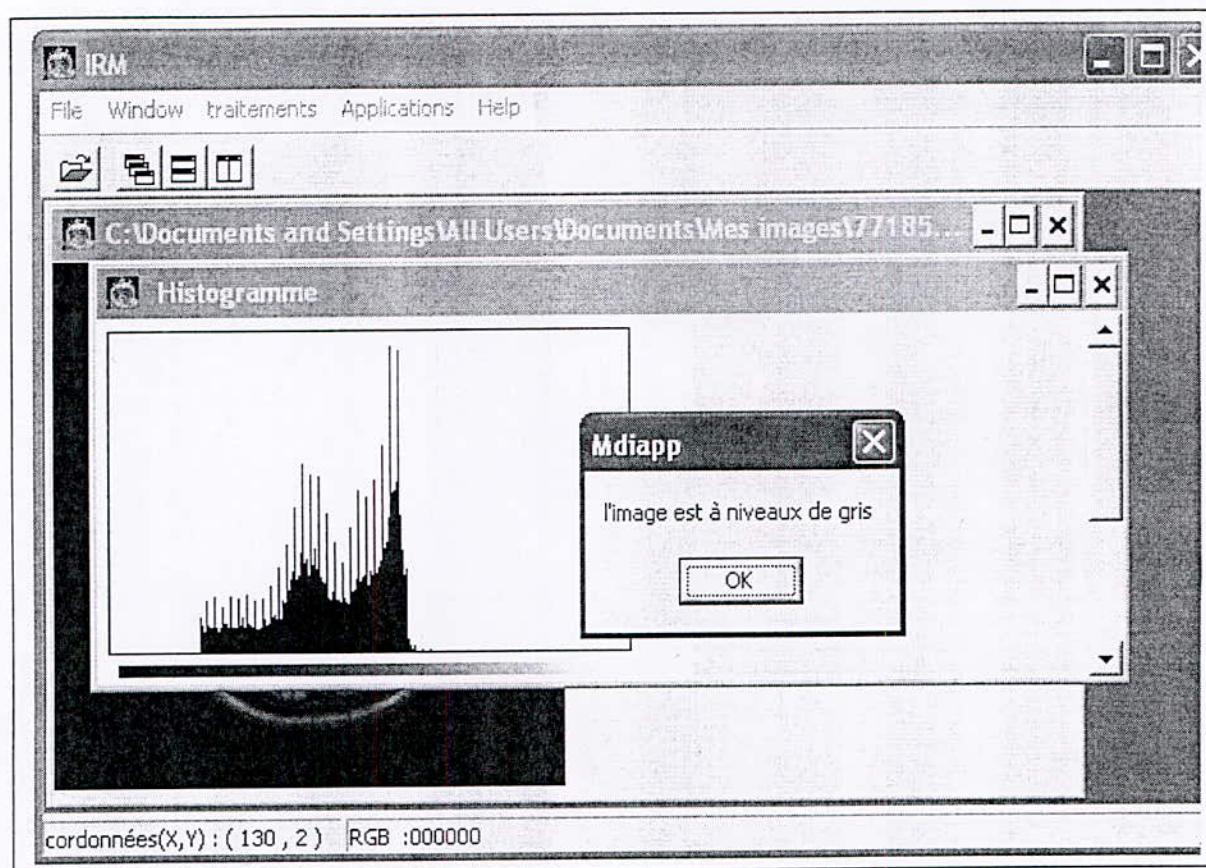 IRM
File Window traitements Applications Help
C:\Documents and Settings\All Users\Documents\Mes images\77185...
Histogramme
Mdiapp
l'image est à niveaux de gris
OK
cordonnées(X,Y) : ( 130 , 2 ) RGB :000000